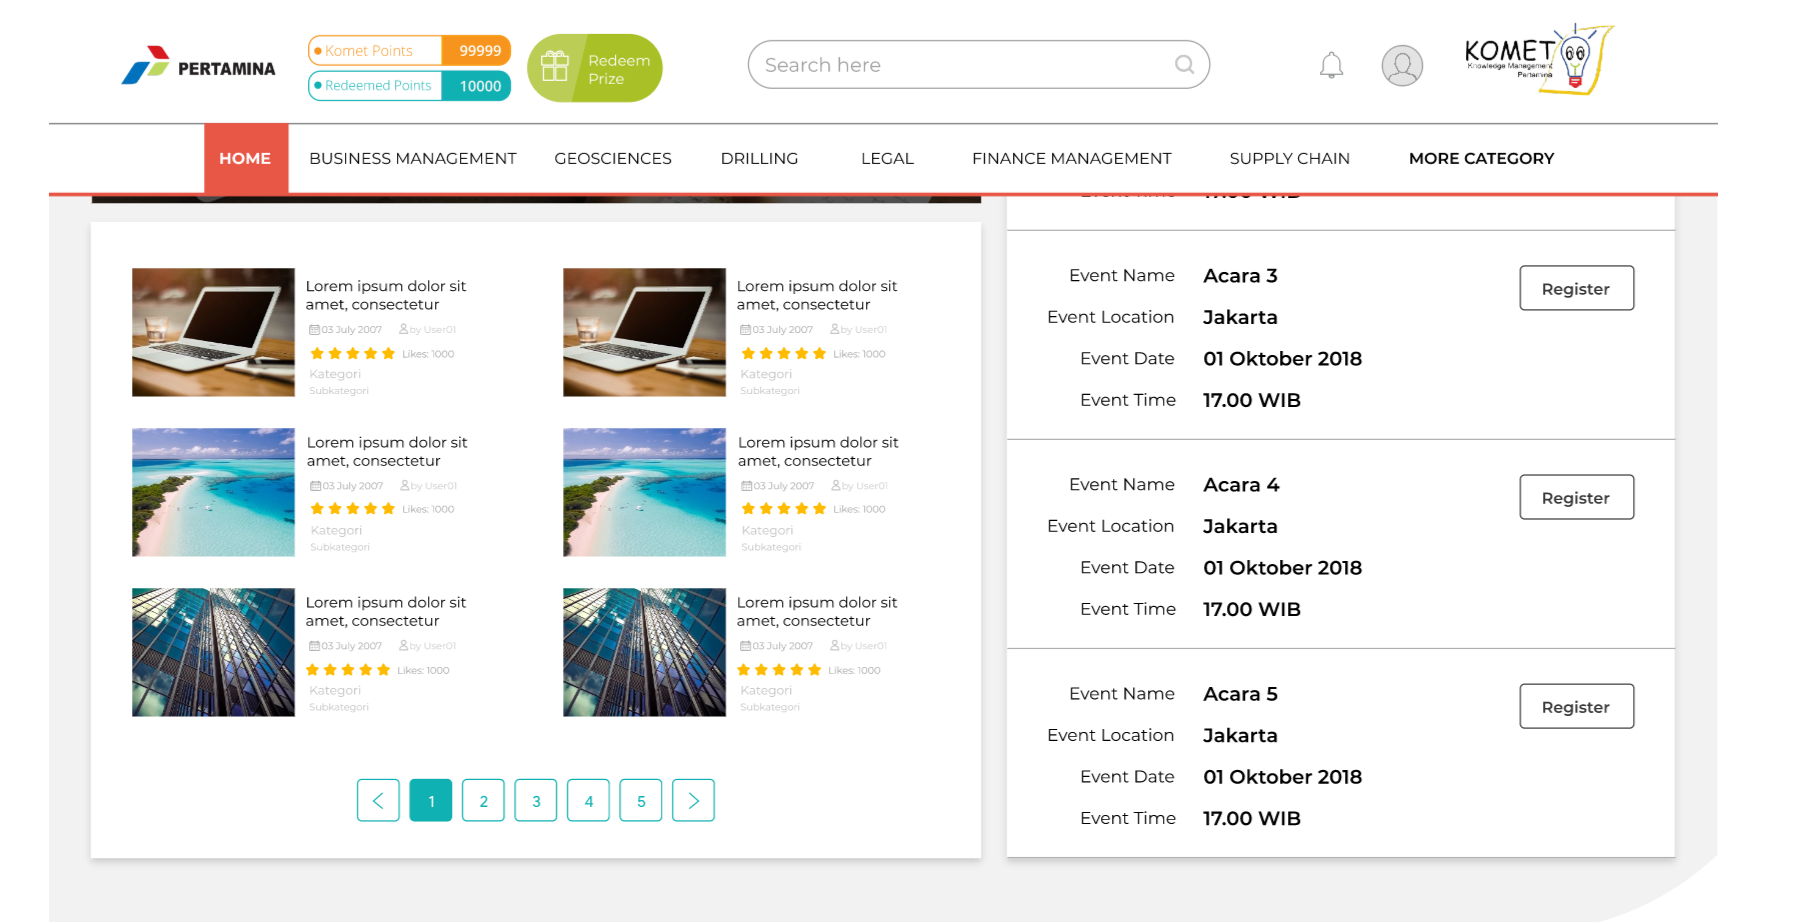 PERTAMINA
Komet Points 99999
Redeemed Points 10000
Redeem
Prize
Search here
KOMET
Knowledge Management
Pertamina
HOME BUSINESS MANAGEMENT GEOSCIENCES DRILLING LEGAL FINANCE MANAGEMENT SUPPLY CHAIN MORE CATEGORY
Lorem ipsum dolor sit
amet, consectetur
03 July 2007 by User01
Likes: 1000
Kategori
Subkategori
Lorem ipsum dolor sit
amet, consectetur
03 July 2007 by User01
Likes: 1000
Kategori
Subkategori
Lorem ipsum dolor sit
amet, consectetur
03 July 2007 by User01
Likes: 1000
Kategori
Subkategori
Lorem ipsum dolor sit
amet, consectetur
03 July 2007 by User01
Likes: 1000
Kategori
Subkategori
Lorem ipsum dolor sit
amet, consectetur
03 July 2007 by User01
Likes: 1000
Kategori
Subkategori
Lorem ipsum dolor sit
amet, consectetur
03 July 2007 by User01
Likes: 1000
Kategori
Subkategori
1 2 3 4 5
Event Time 17.00 WIB
Event Name Acara 3
Register
Event Location Jakarta
Event Date 01 Oktober 2018
Event Time 17.00 WIB
Event Name Acara 4
Register
Event Location Jakarta
Event Date 01 Oktober 2018
Event Time 17.00 WIB
Event Name Acara 5
Register
Event Location Jakarta
Event Date 01 Oktober 2018
Event Time 17.00 WIB